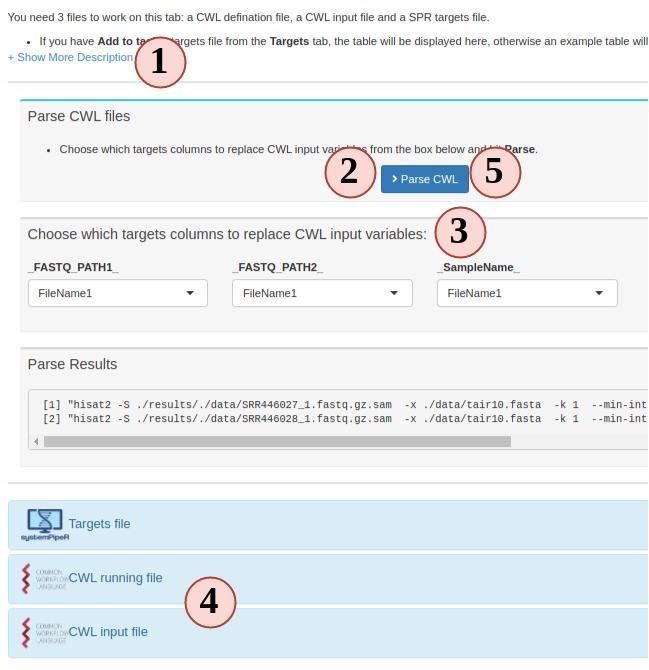 You need 3 files to work on this tab: a CWL defination file, a CWL input file and a SPR targets file.
If you have Add to ta targets file from the Targets tab, the table will be displayed here, otherwise an example table will
+ Show More Description
1
Parse CWL files
Choose which targets columns to replace CWL input variables from the box below and hit Parse.
2
Parse CWL
5
Choose which targets columns to replace CWL input variables:
3
_FASTQ_PATH1_ _FASTQ_PATH2_ _SampleName_
FileName1 FileName1 FileName1
Parse Results
[1] "hisat2 -S ./results/./data/SRR446027_1.fastq.gz.sam  -x ./data/tair10.fasta  -k 1  --min-int
[2] "hisat2 -S ./results/./data/SRR446028_1.fastq.gz.sam  -x ./data/tair10.fasta  -k 1  --min-int
systemPipeR
Targets file
COMMON
WORKFLOW
LANGUAGE
CWL running file
4
COMMON
WORKFLOW
LANGUAGE
CWL input file